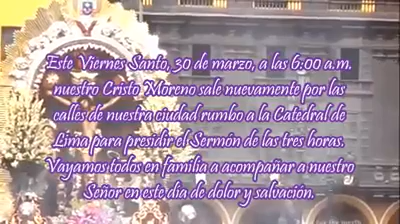 Este Viernes Santo, 30 de marzo, a las 6:00 a.m.
nuestro Cristo Moreno sale nuevamente por las
calles de nuestra ciudad rumbo a la Catedral de
Lima para presidir el Sermón de las tres horas.
Vayamos todos en familia a acompañar a nuestro
Señor en este dia de dolor y salvación.